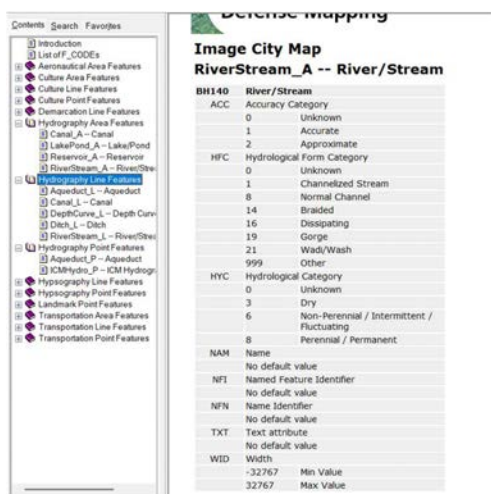 Contents Search Favorites
Introduction
List of F_CODEs
Aeronautical Area Features
Culture Area Features
Culture Line Features
Culture Point Features
Demarcation Line Features
Hydrography Area Features
Canal_A -- Canal
LakePond_A -- Lake/Pond
Reservoir_A -- Reservoir
RiverStream_A -- River/Strea
Hydrography Line Features
Aqueduct_L -- Aqueduct
Canal_L -- Canal
DepthCurve_L -- Depth Curv
Ditch_L -- Ditch
RiverStream_L -- River/Strea
Hydrography Point Features
Aqueduct_P -- Aqueduct
ICMHydro_P -- ICM Hydrogr
Hypsography Line Features
Hypsography Point Features
Landmark Point Features
Transportation Area Features
Transportation Line Features
Transportation Point Features
Defense Mapping
Image City Map
RiverStream_A -- River/Stream
BH140 River/Stream
ACC Accuracy Category
0 Unknown
1 Accurate
2 Approximate
HFC Hydrological Form Category
0 Unknown
1 Channelized Stream
8 Normal Channel
14 Braided
16 Dissipating
19 Gorge
21 Wadi/Wash
999 Other
HYC Hydrological Category
0 Unknown
3 Dry
6 Non-Perennial / Intermittent /
Fluctuating
8 Perennial / Permanent
NAM Name
No default value
NFI Named Feature Identifier
No default value
NFN Name Identifier
No default value
TXT Text attribute
No default value
WID Width
-32767 Min Value
32767 Max Value